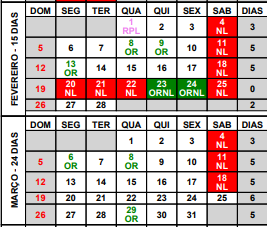 FEVEREIRO - 15 DIAS
DOM SEG TER QUA QUI SEX SAB DIAS
1 RPL 2 3 4 NL 3
5 6 7 8 OR 9 OR 10 11 NL 5
12 13 OR 14 15 16 17 18 NL 5
19 20 NL 21 NL 22 NL 23 ORNL 24 ORNL 25 NL 0
26 27 28 2
MARÇO - 24 DIAS
DOM SEG TER QUA QUI SEX SAB DIAS
1 2 3 4 NL 3
5 6 OR 7 8 OR 9 10 11 NL 5
12 13 14 15 16 17 18 NL 5
19 20 21 22 23 24 25 6
26 27 28 29 OR 30 31 5